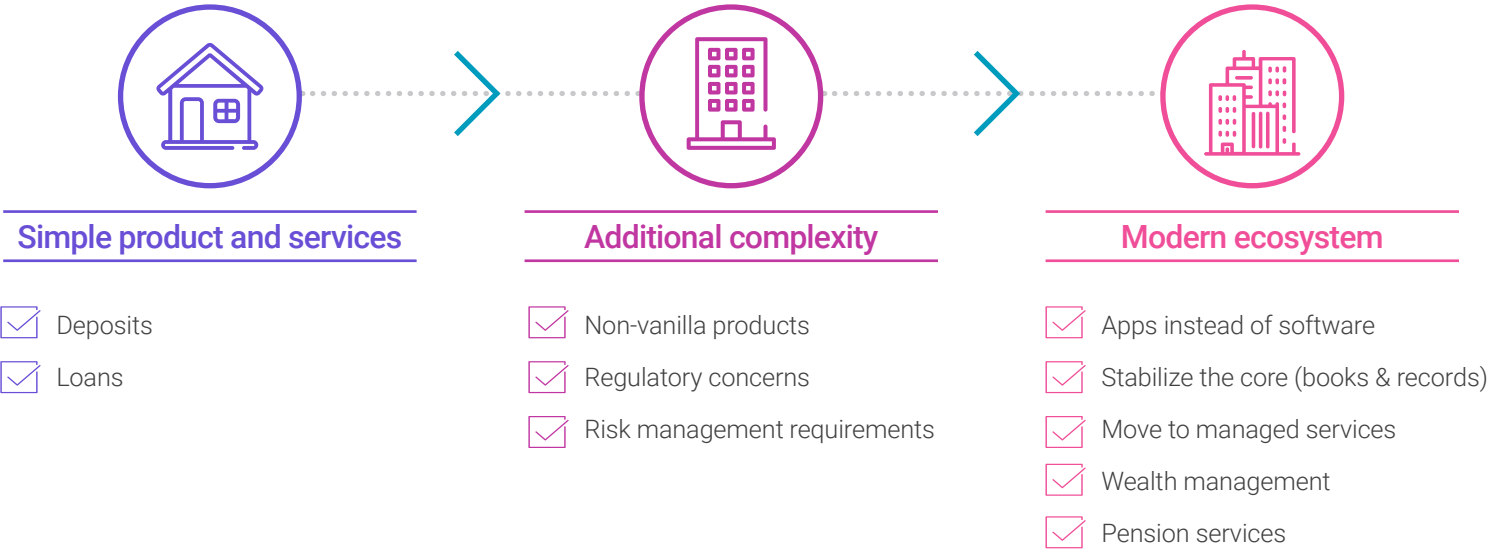 Simple product and services
Deposits
Loans
Additional complexity
Non-vanilla products
Regulatory concerns
Risk management requirements
Modern ecosystem
Apps instead of software
Stabilize the core (books & records)
Move to managed services
Wealth management
Pension services